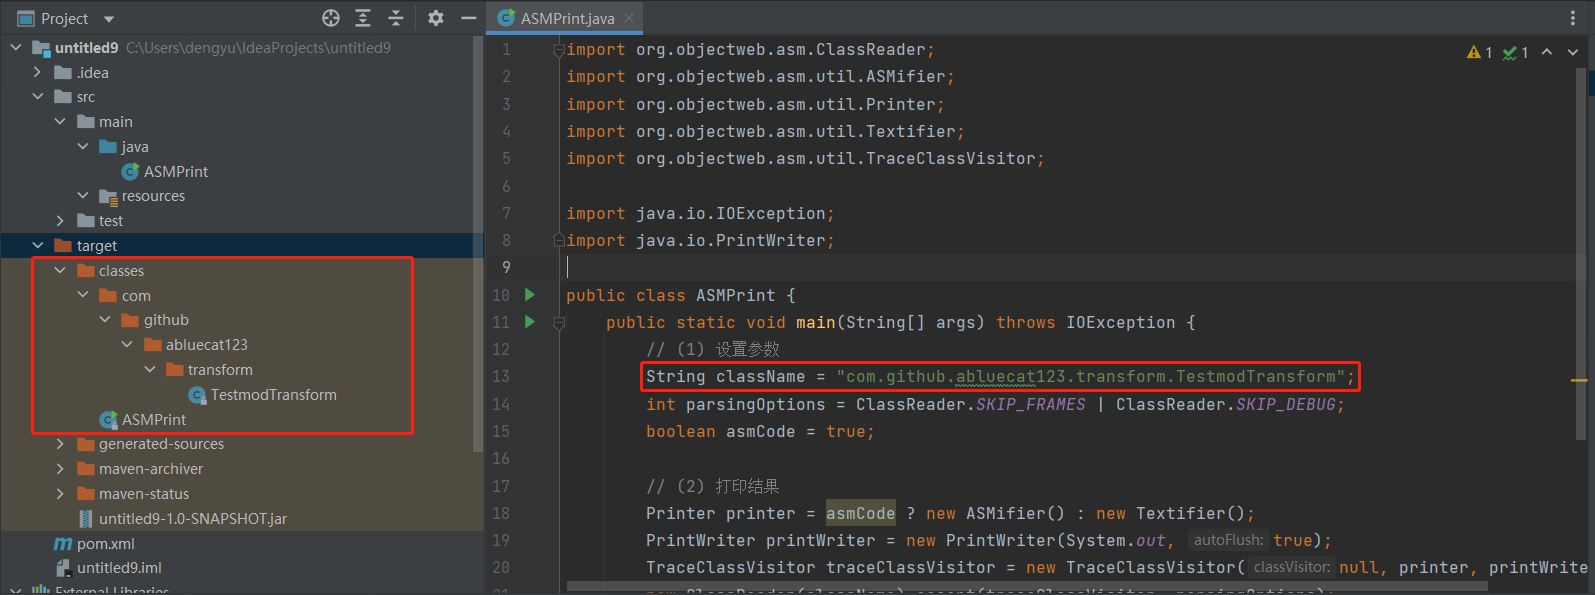 Project
untitled9 C:\Users\dengyu\IdeaProjects\untitled9
.idea
src
main
java
ASMPrint
resources
test
target
classes
com
github
abluecat123
transform
TestmodTransform
ASMPrint
generated-sources
maven-archiver
maven-status
untitled9-1.0-SNAPSHOT.jar
pom.xml
untitled9.iml
External Libraries
ASMPrint.java
1 1
1 import org.objectweb.asm.ClassReader;
2 import org.objectweb.asm.util.ASMifier;
3 import org.objectweb.asm.util.Printer;
4 import org.objectweb.asm.util.Textifier;
5 import org.objectweb.asm.util.TraceClassVisitor;
6
7 import java.io.IOException;
8 import java.io.PrintWriter;
9
10 public class ASMPrint {
11 public static void main(String[] args) throws IOException {
12 // (1) 设置参数
13 String className = "com.github.abluecat123.transform.TestmodTransform";
14 int parsingOptions = ClassReader.SKIP_FRAMES | ClassReader.SKIP_DEBUG;
15 boolean asmCode = true;
16
17 // (2) 打印结果
18 Printer printer = asmCode ? new ASMifier() : new Textifier();
19 PrintWriter printWriter = new PrintWriter(System.out, autoFlush: true);
20 TraceClassVisitor traceClassVisitor = new TraceClassVisitor( classVisitor: null, printer, printWrite